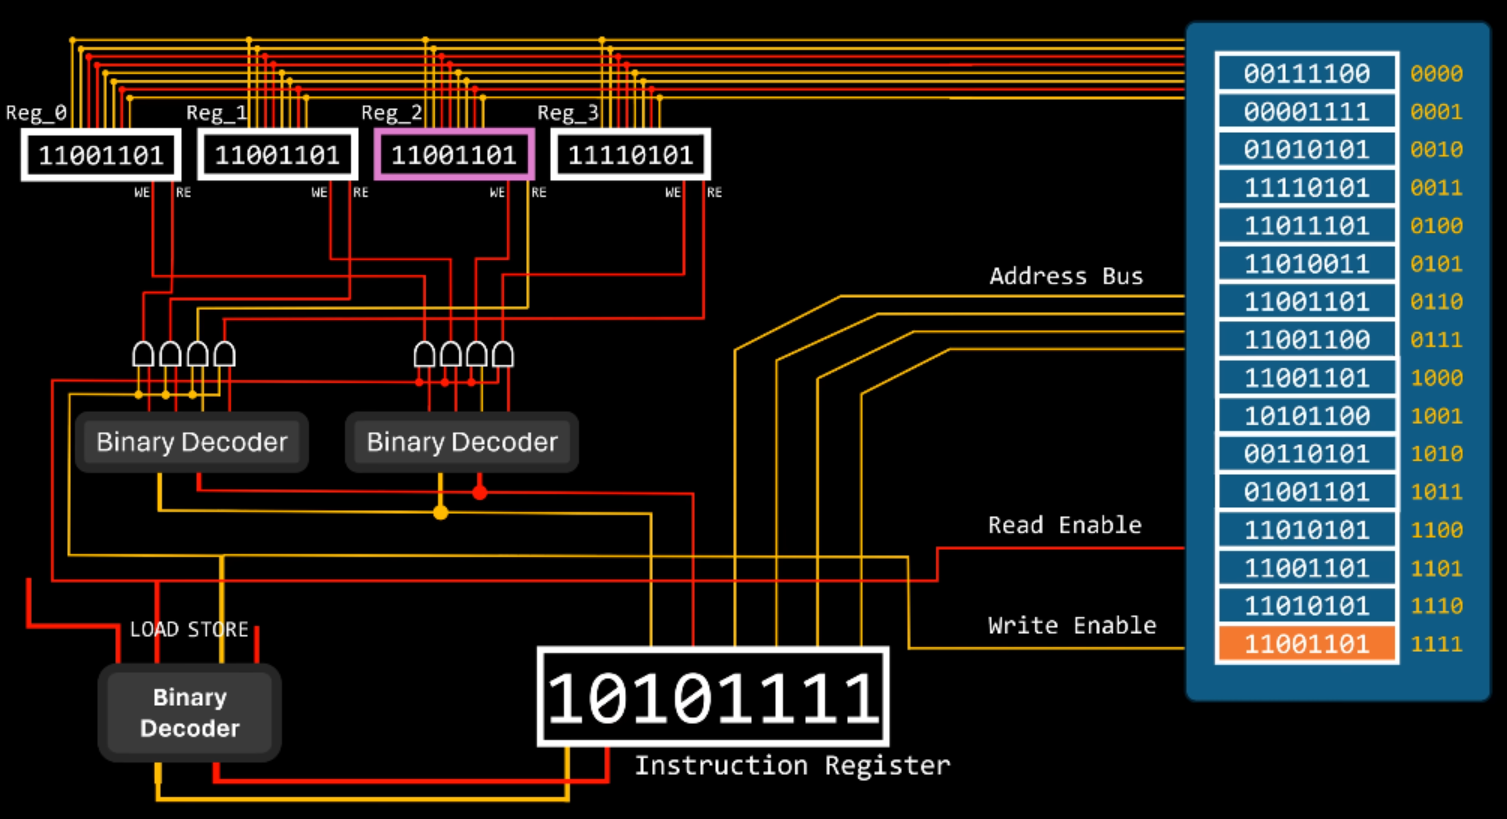 Reg_0 Reg_1 Reg_2 Reg_3
11001101 11001101 11001101 11110101
WE RE WE RE WE RE WE RE
00111100 0000
00001111 0001
01010101 0010
11110101 0011
11011101 0100
11010011 0101
11001101 0110
11001100 0111
11001101 1000
10101100 1001
00110101 1010
01001101 1011
11010101 1100
11001101 1101
11010101 1110
11001101 1111
Address Bus
Binary Decoder Binary Decoder
Read Enable
Write Enable
LOAD STORE
Binary
Decoder
10101111
Instruction Register